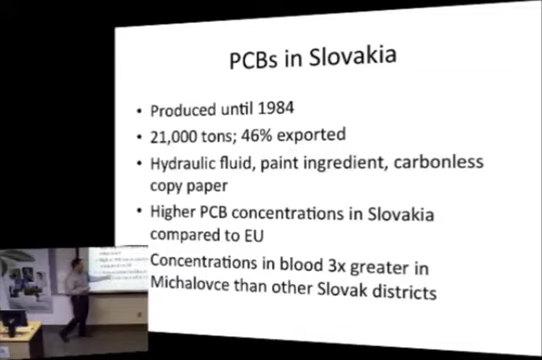 PCBs in Slovakia
• Produced until 1984
• 21,000 tons; 46% exported
• Hydraulic fluid, paint ingredient, carbonless
copy paper
• Higher PCB concentrations in Slovakia
compared to EU
Concentrations in blood 3x greater in
Michalovce than other Slovak districts